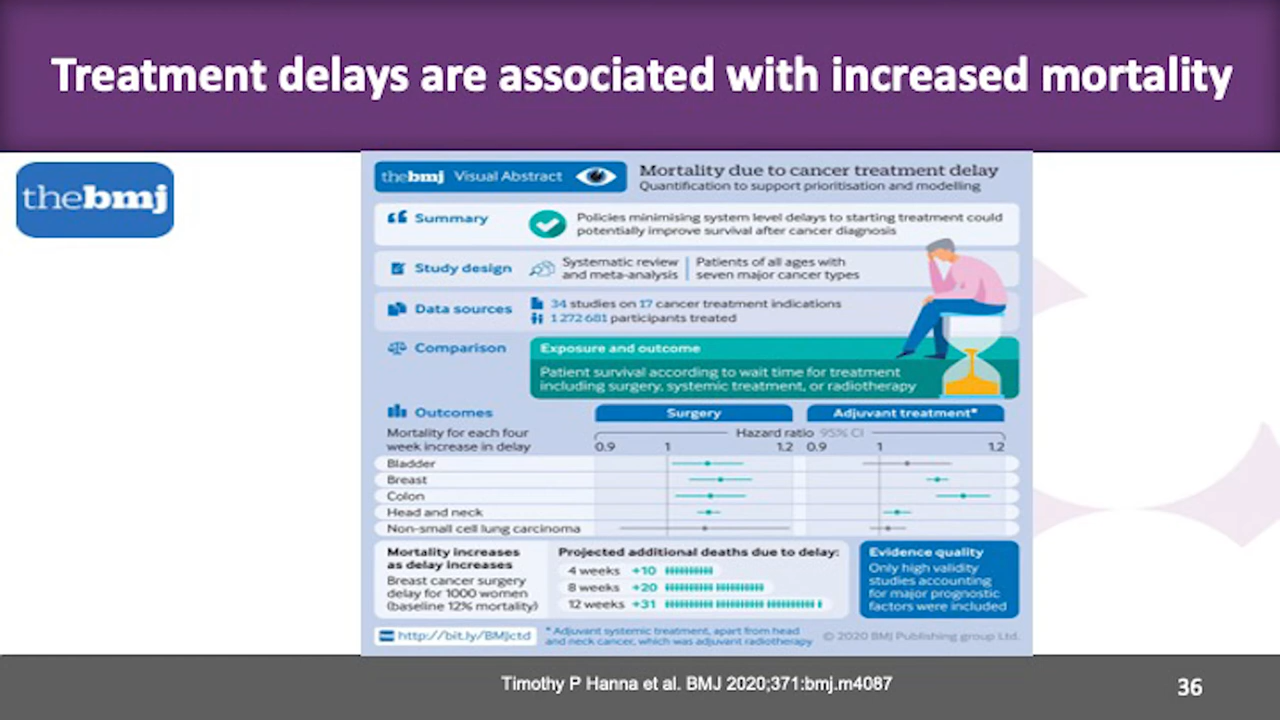 Treatment delays are associated with increased mortality
thebmj
thebmj Visual Abstract
Mortality due to cancer treatment delay
Quantification to support prioritisation and modelling
Summary
Policies minimising system level delays to starting treatment could
potentially improve survival after cancer diagnosis
Study design
Systematic review
and meta-analysis
Patients of all ages with
seven major cancer types
Data sources
34 studies on 17 cancer treatment indications
1 272 681 participants treated
Comparison
Exposure and outcome
Patient survival according to wait time for treatment
including surgery, systemic treatment, or radiotherapy
Outcomes
Surgery
Adjuvant treatment*
Mortality for each four
week increase in delay
Hazard ratio 95% CI
0.9 1 1.2 0.9 1 1.2
Bladder
Breast
Colon
Head and neck
Non-small cell lung carcinoma
Mortality increases
as delay increases
Breast cancer surgery
delay for 1000 women
(baseline 12% mortality)
Projected additional deaths due to delay:
4 weeks +10
8 weeks +20
12 weeks +31
Evidence quality
Only high validity
studies accounting
for major prognostic
factors were included
http://bit.ly/BMJctd
* Adjuvant systemic treatment, apart from head
and neck cancer, which was adjuvant radiotherapy
© 2020 BMJ Publishing group Ltd.
Timothy P Hanna et al. BMJ 2020;371:bmj.m4087
36